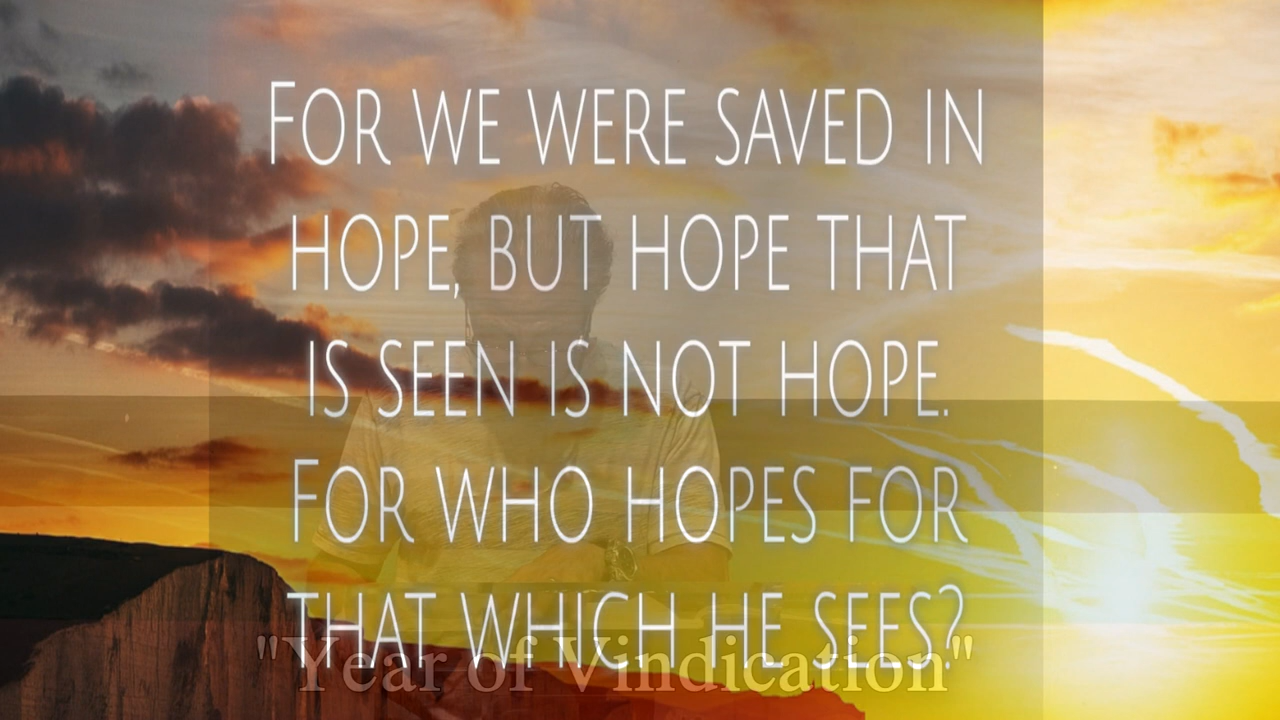 FOR WE WERE SAVED IN
HOPE, BUT HOPE THAT
IS SEEN IS NOT HOPE.
FOR WHO HOPES FOR
THAT WHICH HE SEES?
"Year of Vindication"